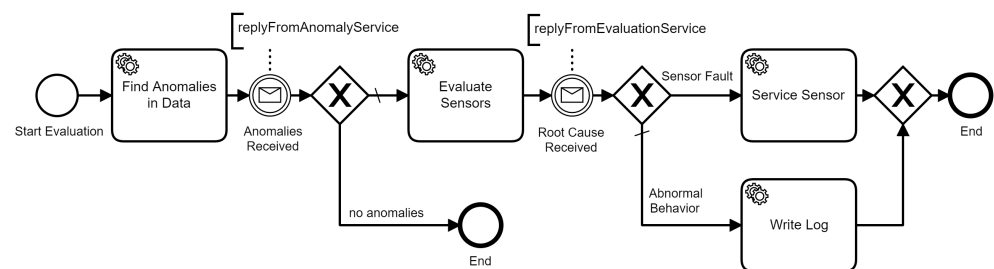 replyFromAnomalyService
replyFromEvaluationService
Find Anomalies
in Data
Evaluate
Sensors
Sensor Fault
Service Sensor
Start Evaluation
Anomalies
Received
Root Cause
Received
End
no anomalies
Abnormal
Behavior
Write Log
End